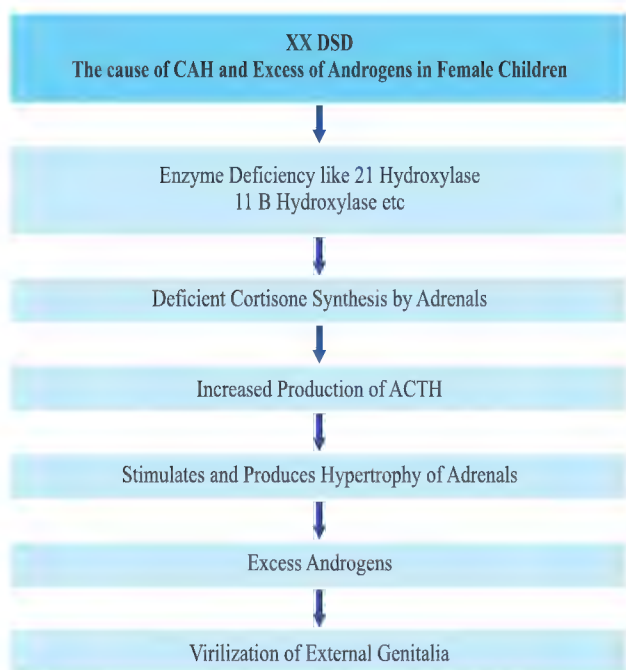 XX DSD
The cause of CAH and Excess of Androgens in Female Children
Enzyme Deficiency like 21 Hydroxylase
11 B Hydroxylase etc
Deficient Cortisone Synthesis by Adrenals
Increased Production of ACTH
Stimulates and Produces Hypertrophy of Adrenals
Excess Androgens
Virilization of External Genitalia